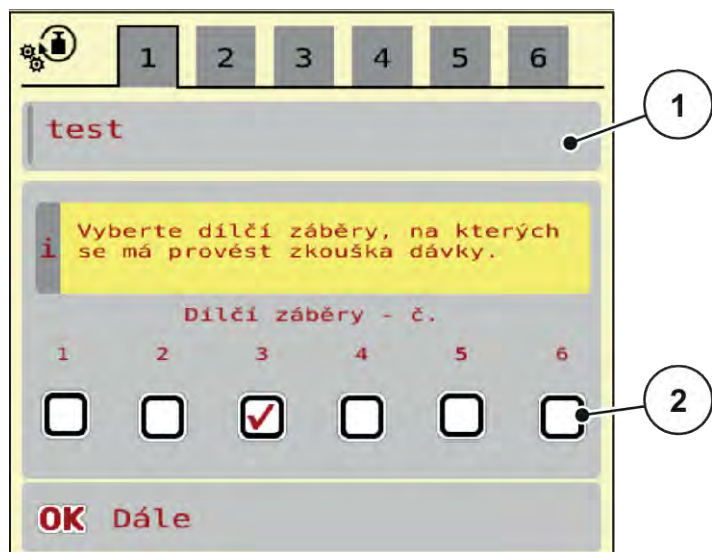 1 2 3 4 5 6
test
1
i
Vyberte dílčí záběry, na kterých
se má provést zkouška dávky.
Dílčí záběry - č.
1 2 3 4 5 6
2
OK Dále